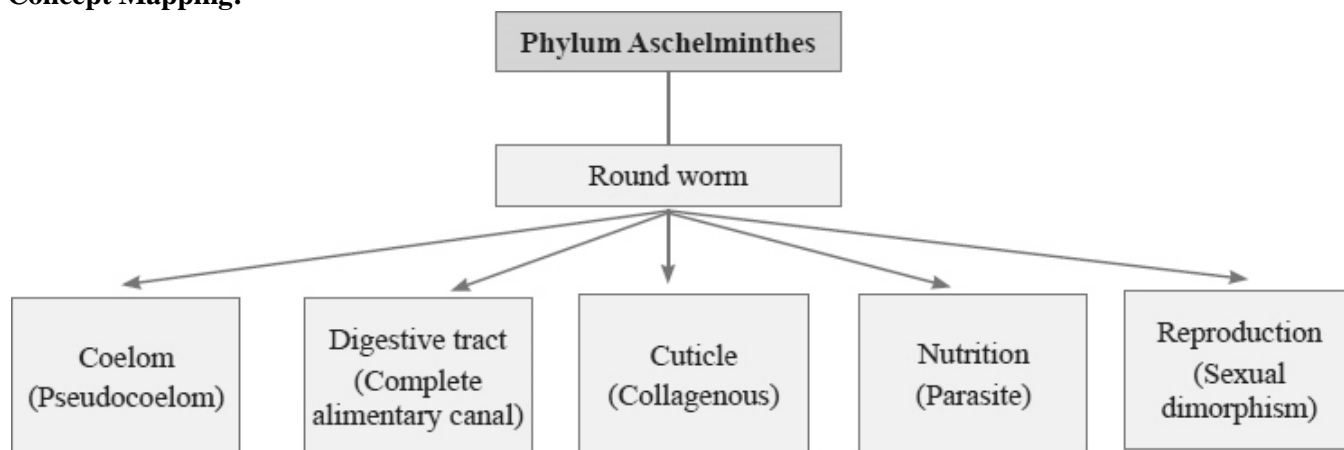 Concept Mapping:
Phylum Aschelminthes
Round worm
Coelom
(Pseudocoelom)
Digestive tract
(Complete
alimentary canal)
Cuticle
(Collagenous)
Nutrition
(Parasite)
Reproduction
(Sexual
dimorphism)